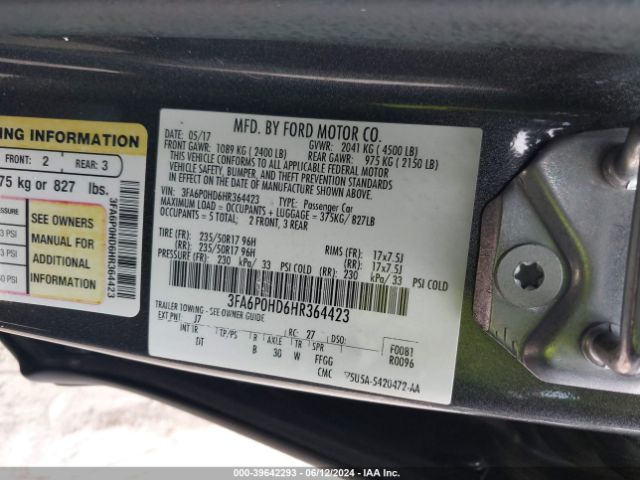 ING INFORMATION
FRONT: 2 REAR: 3
75 kg or 827 lbs.
SEE OWNERS
MANUAL FOR
ADDITIONAL
INFORMATION
3FA6P0HD6HR364423
MFD. BY FORD MOTOR CO.
DATE: 05/17 GVWR: 2041 KG ( 4500 LB)
FRONT GAWR: 1089 KG ( 2400 LB) REAR GAWR: 975 KG ( 2150 LB)
THIS VEHICLE CONFORMS TO ALL APPLICABLE FEDERAL MOTOR
VEHICLE SAFETY, BUMPER, AND THEFT PREVENTION STANDARDS
IN EFFECT ON THE DATE OF MANUFACTURE SHOWN ABOVE.
VIN: 3FA6P0HD6HR364423 TYPE: Passenger Car
MAXIMUM LOAD = OCCUPANTS + LUGGAGE = 375KG/ 827LB
OCCUPANTS = 5 TOTAL: 2 FRONT, 3 REAR
TIRE (FR): 235/50R17 96H RIMS (FR): 17x7.5J
(RR): 235/50R17 96H (RR): 17x7.5J
PRESSURE (FR): 230 kPa/ 33 PSI COLD (RR): 230 kPa/ 33 PSI COLD
3FA6P0HD6HR364423
TRAILER TOWING - SEE OWNER GUIDE
EXT PNT: J7 RC: 27 DSO:
INT TR TP/PS R AXLE TR SPR F0081
DT B 30 W FFGG R0096
CMC 75U5A-5420472-AA
000-39642293 - 06/12/2024 - IAA Inc.